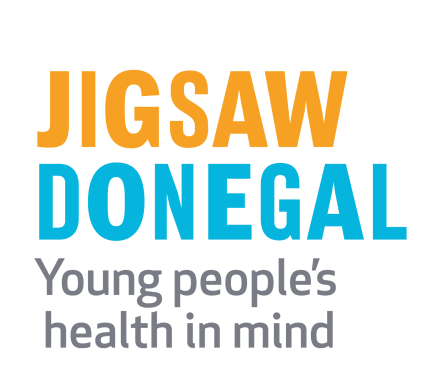 JIGSAW
DONEGAL
Young people's
health in mind